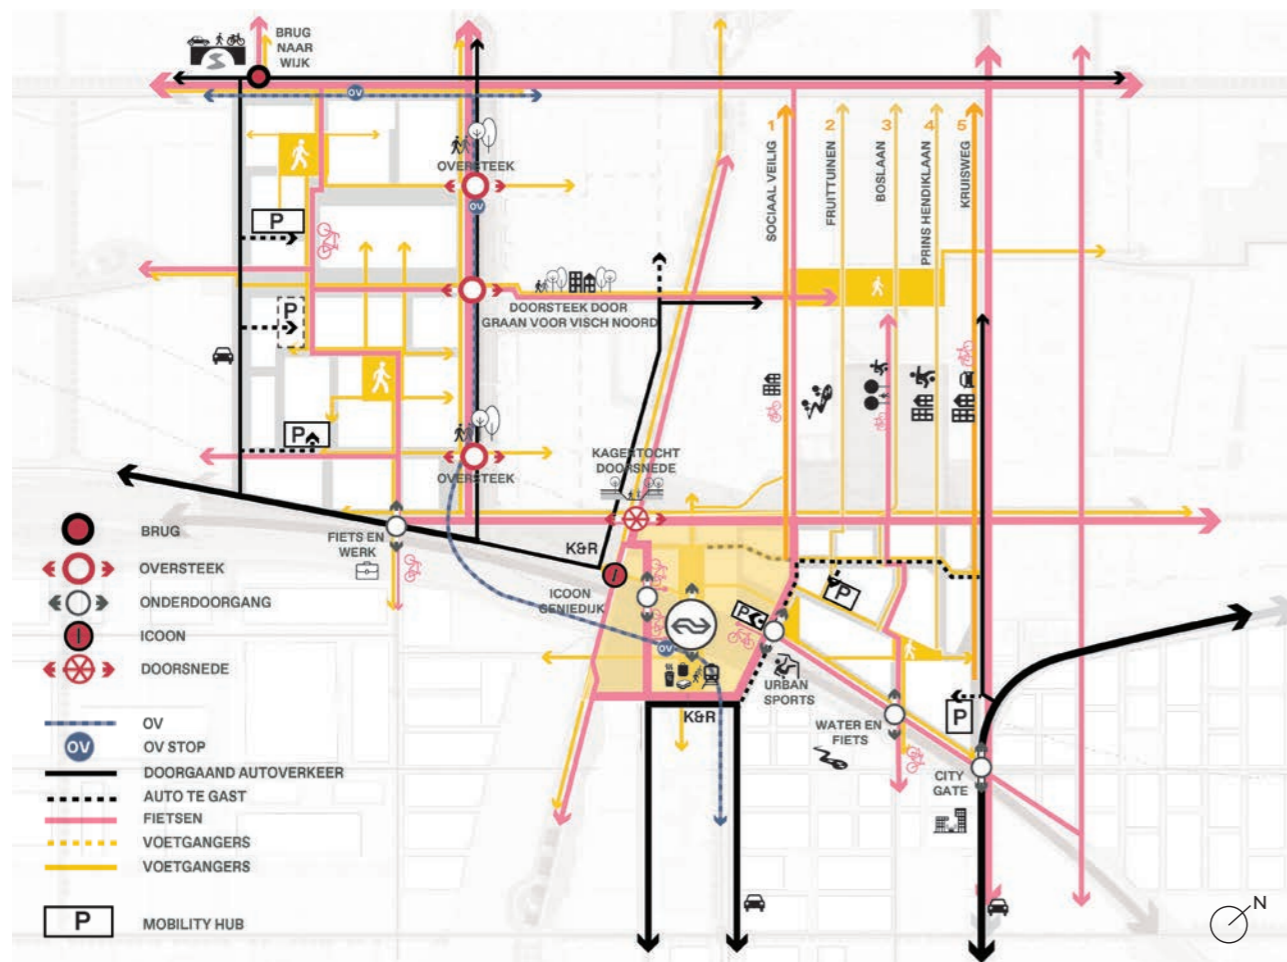 BRUG
NAAR
WIJK
OV
OVERSTEEK
OV
P
P
P
DOORSTEEK DOOR
GRAAN VOOR VISCH NOORD
OVERSTEEK
KAGERTOCHT
DOORSNEDE
1
SOCIAAL VEILIG
2
FRUITTUINEN
3
BOSLAAN
4
PRINS HENDIKLAAN
5
KRUISWEG
FIETS EN
WERK
K&R
ICOON
GENIEDIJK
I
P
P
OV
K&R
URBAN
SPORTS
WATER EN
FIETS
P
CITY
GATE
BRUG
OVERSTEEK
ONDERDOORGANG
I
ICOON
DOORSNEDE
OV
OV
OV STOP
DOORGAAND AUTOVERKEER
AUTO TE GAST
FIETSEN
VOETGANGERS
VOETGANGERS
P
MOBILITY HUB
N